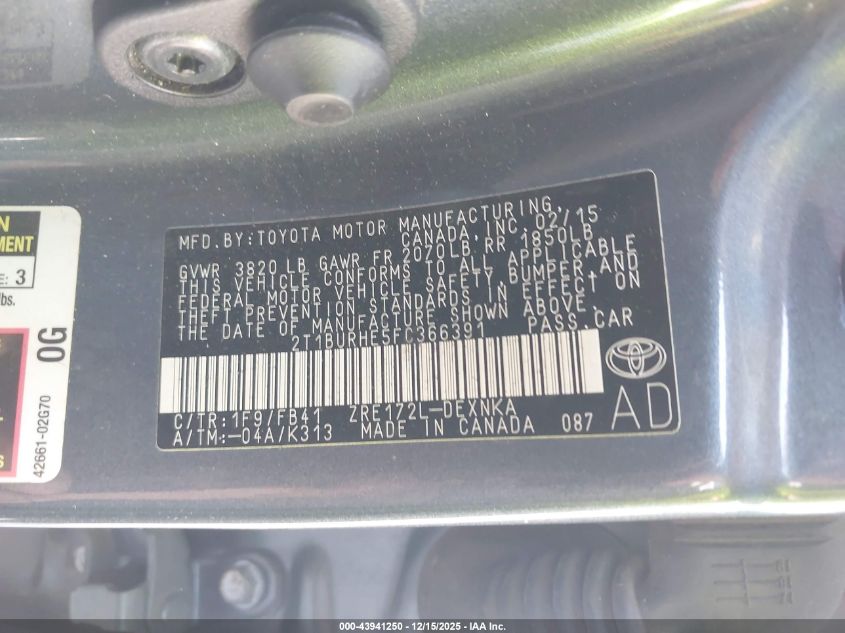 N
MENT
E: 3
lbs.
0G
42661-02G70
MFD. BY: TOYOTA MOTOR MANUFACTURING,
CANADA, INC. 02/15
GVWR 3820 LB GAWR FR 2070LB, RR 1850LB
THIS VEHICLE CONFORMS TO ALL APPLICABLE
FEDERAL MOTOR VEHICLE SAFETY, BUMPER, AND
THEFT PREVENTION STANDARDS IN EFFECT ON
THE DATE OF MANUFACTURE SHOWN ABOVE.
2T1BURHE5FC366391 PASS. CAR
C/TR: 1F9/FB41 ZRE172L-DEXNKA
A/TM: -04A/K313 MADE IN CANADA 087
AD
000-43941250 - 12/15/2025 - IAA Inc.